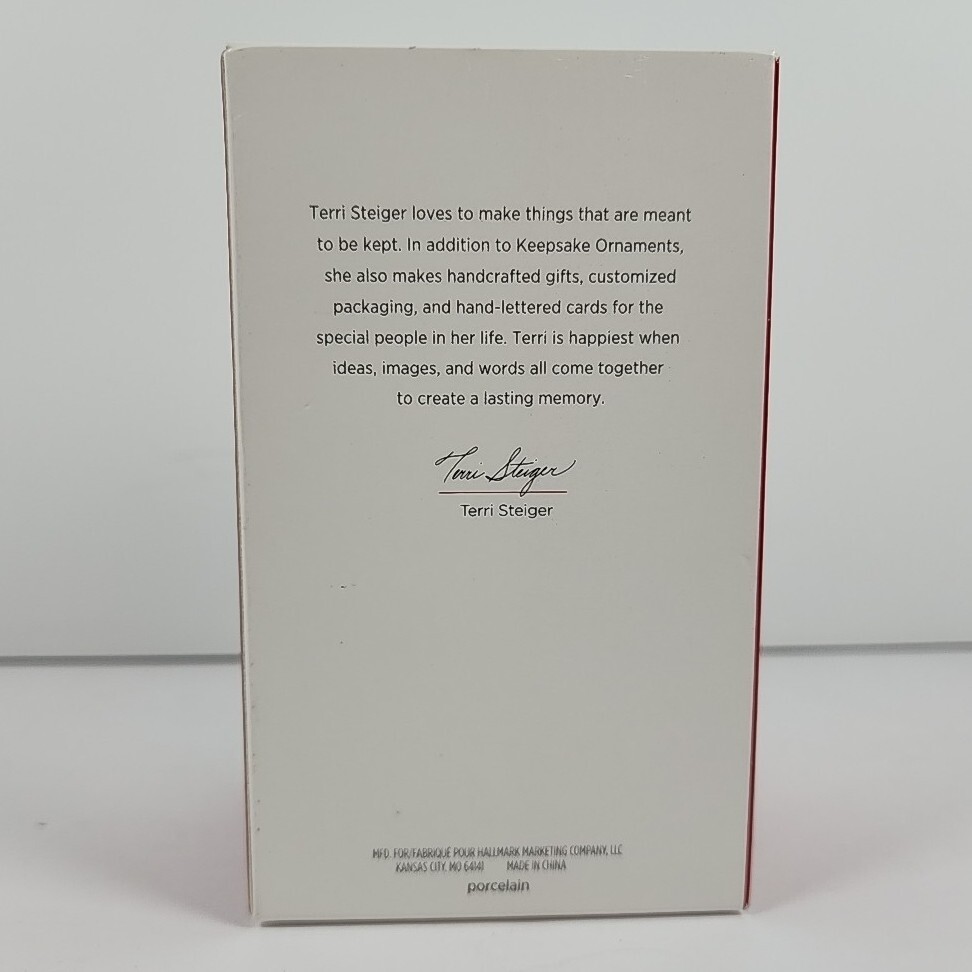 Terri Steiger loves to make things that are meant
to be kept. In addition to Keepsake Ornaments,
she also makes handcrafted gifts, customized
packaging, and hand-lettered cards for the
special people in her life. Terri is happiest when
ideas, images, and words all come together
to create a lasting memory.
Terri Steiger
Terri Steiger
MFD. FOR/FABRIQUÉ POUR HALLMARK MARKETING COMPANY, LLC
KANSAS CITY, MO 64141 MADE IN CHINA
porcelain